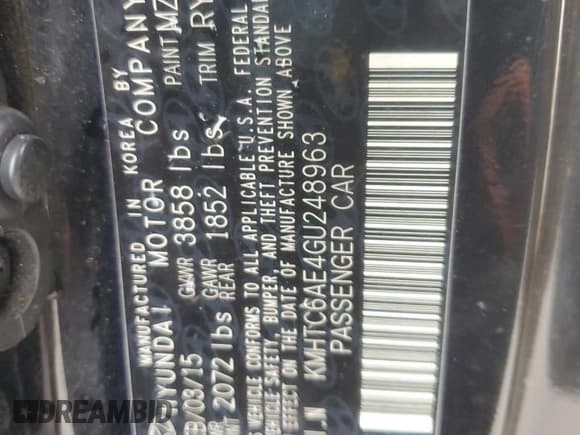 MANUFACTURED IN KOREA BY
HYUNDAI MOTOR COMPANY
/03/15 GVWR 3858 lbs PAINT MZ
2072 lbs GAWR REAR 1852 lbs TRIM RY
VEHICLE CONFORMS TO ALL APPLICABLE U.S.A. FEDERAL
VEHICLE SAFETY, BUMPER, AND THEFT PREVENTION STANDARDS
EFFECT ON THE DATE OF MANUFACTURE SHOWN ABOVE
KMHTC6AE4GU248963
PASSENGER CAR
DREAMBID